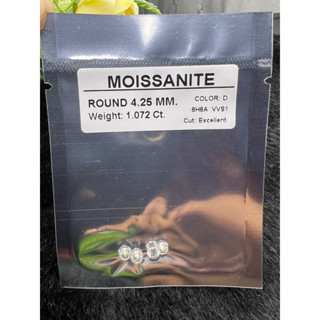 MOISSANITE
ROUND 4.25 MM.
Weight: 1.072 Ct.
COLOR: D
8H8A VVS1
Cut: Excellent